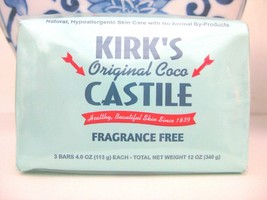 Natural, Hypoallergenic Skin Care with No Animal By-Products
KIRK'S
Original Coco
CASTILE
Healthy, Beautiful Skin Since 1839
FRAGRANCE FREE
3 BARS 4.0 OZ (113 g) EACH - TOTAL NET WEIGHT 12 OZ (340 g)